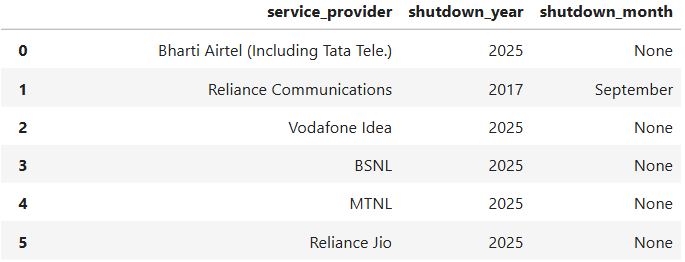 service_provider shutdown_year shutdown_month
0 Bharti Airtel (Including Tata Tele.) 2025 None
1 Reliance Communications 2017 September
2 Vodafone Idea 2025 None
3 BSNL 2025 None
4 MTNL 2025 None
5 Reliance Jio 2025 None